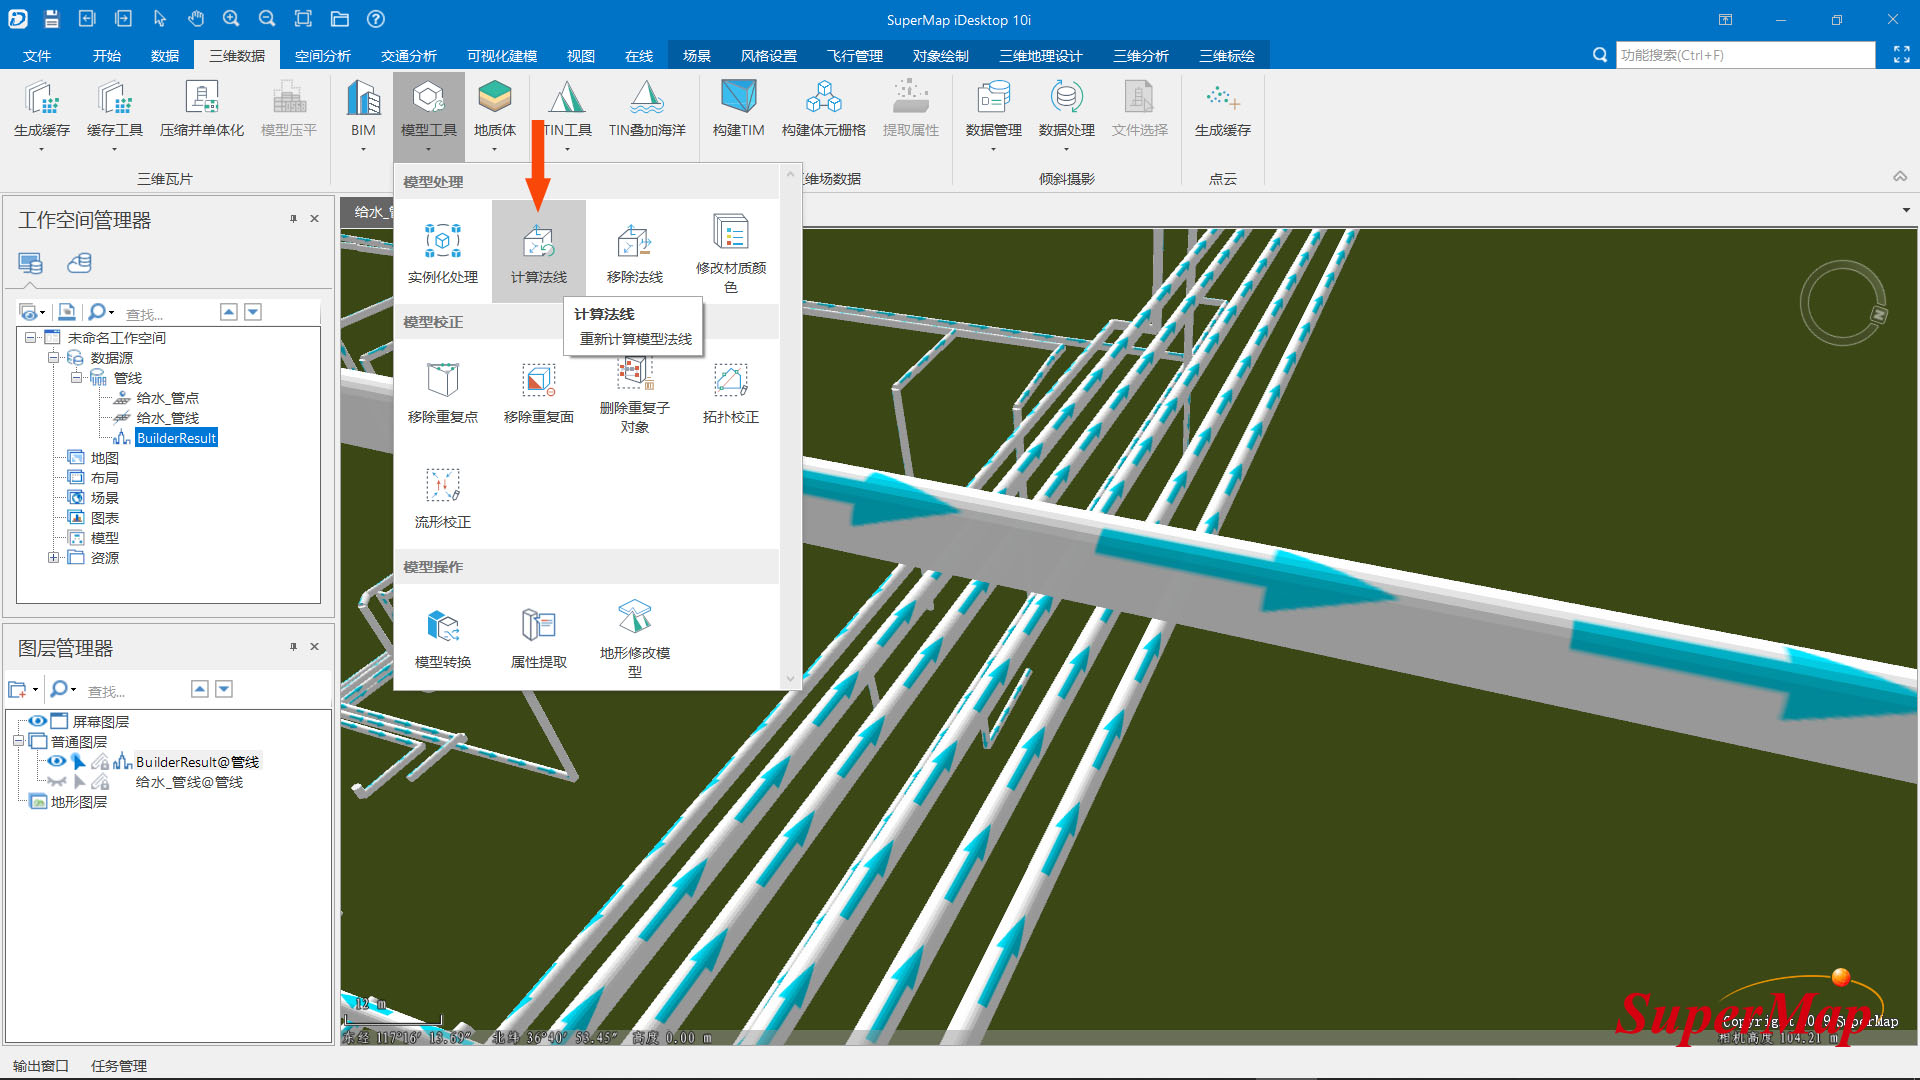 SuperMap iDesktop 10i
文件 开始 数据 三维数据 空间分析 交通分析 可视化建模 视图 在线 场景 风格设置 飞行管理 对象绘制 三维地理设计 三维分析 三维标绘
功能搜索(Ctrl+F)
生成缓存 缓存工具 压缩并单体化 模型压平 BIM 模型工具 地质体 TIN工具 TIN叠加海洋 构建TIM 构建体元栅格 提取属性 数据管理 数据处理 文件选择 生成缓存
三维瓦片 维场数据 倾斜摄影 点云
模型处理
实例化处理 计算法线 移除法线 修改材质颜色
计算法线
重新计算模型法线
模型校正
移除重复点 移除重复面 删除重复子对象 拓扑校正
流形校正
模型操作
模型转换 属性提取 地形修改模型
给水_
工作空间管理器
查找...
未命名工作空间
数据源
管线
给水_管点
给水_管线
BuilderResult
地图
布局
场景
图表
模型
资源
图层管理器
查找...
屏幕图层
普通图层
BuilderResult@管线
给水_管线@管线
地形图层
N
12 m
东经 117°16′ 13.69″ 北纬 36°40′ 53.45″ 高度 0.00 m
SuperMap
Copyright 2019 SuperMap
相机高度 104.21 m
输出窗口 任务管理